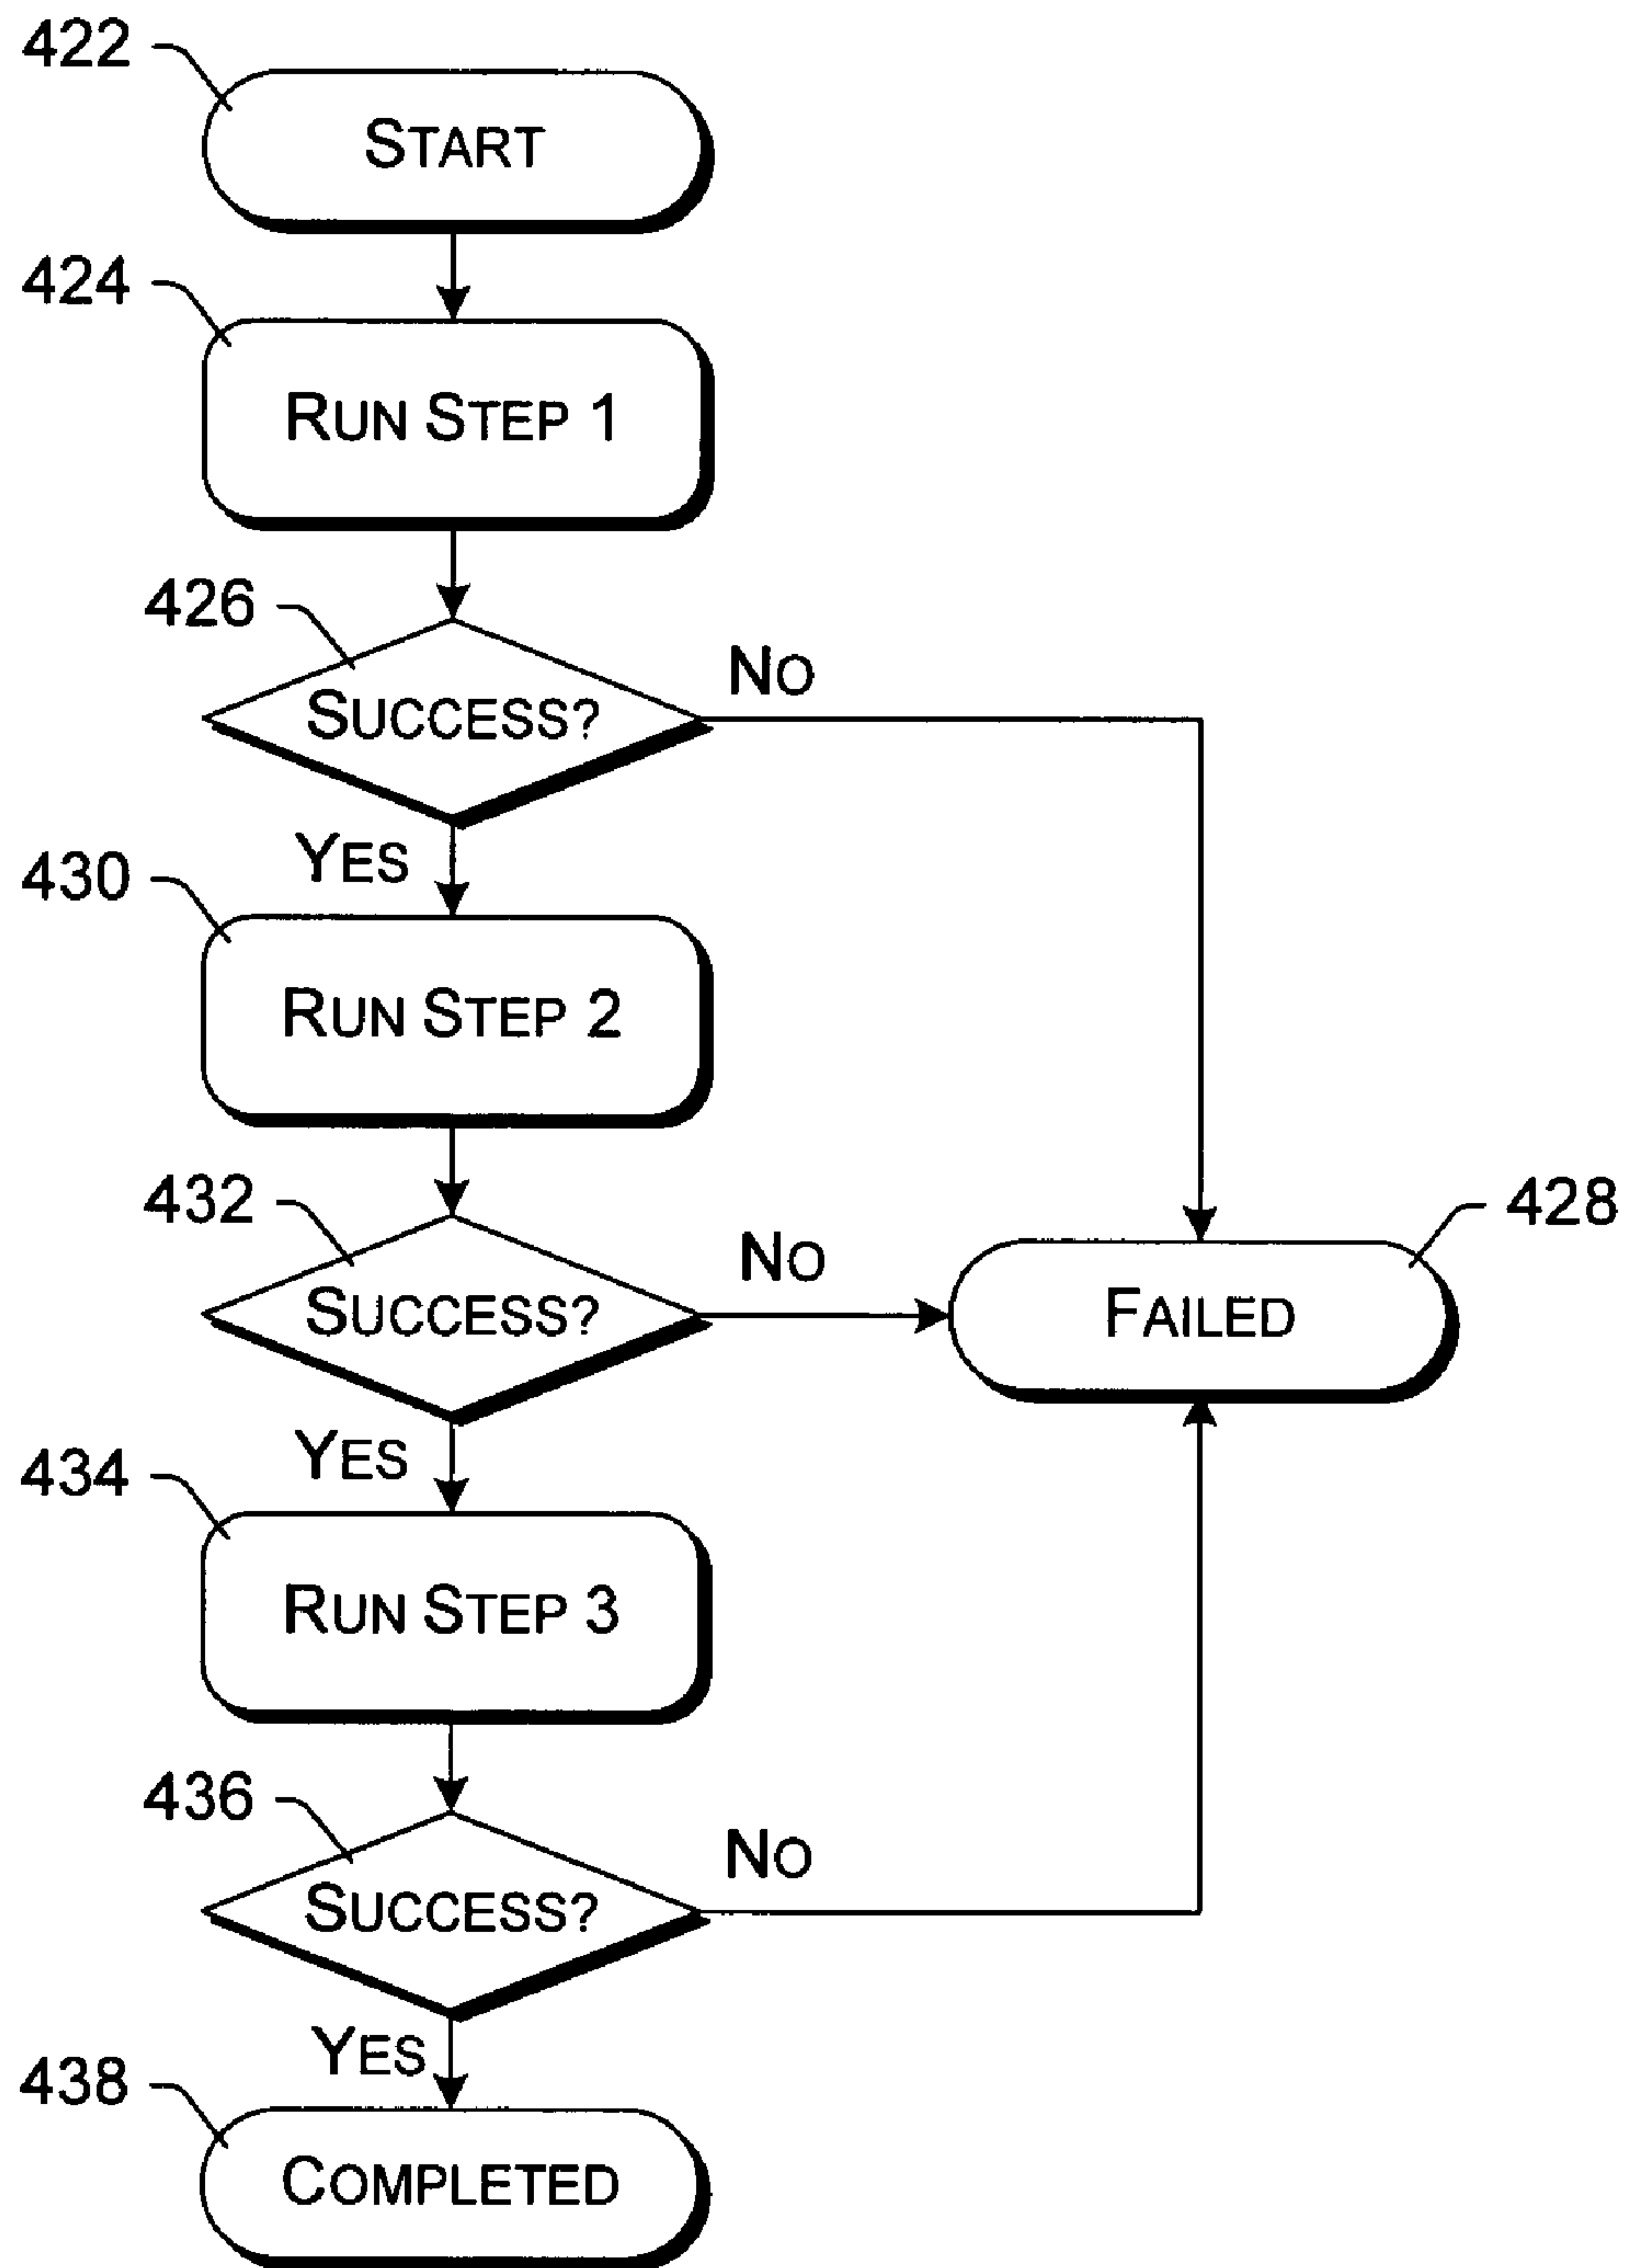 422
START
424
RUN STEP 1
426
SUCCESS?
NO
YES
430
RUN STEP 2
432
SUCCESS?
NO
428
FAILED
YES
434
RUN STEP 3
436
SUCCESS?
NO
YES
438
COMPLETED